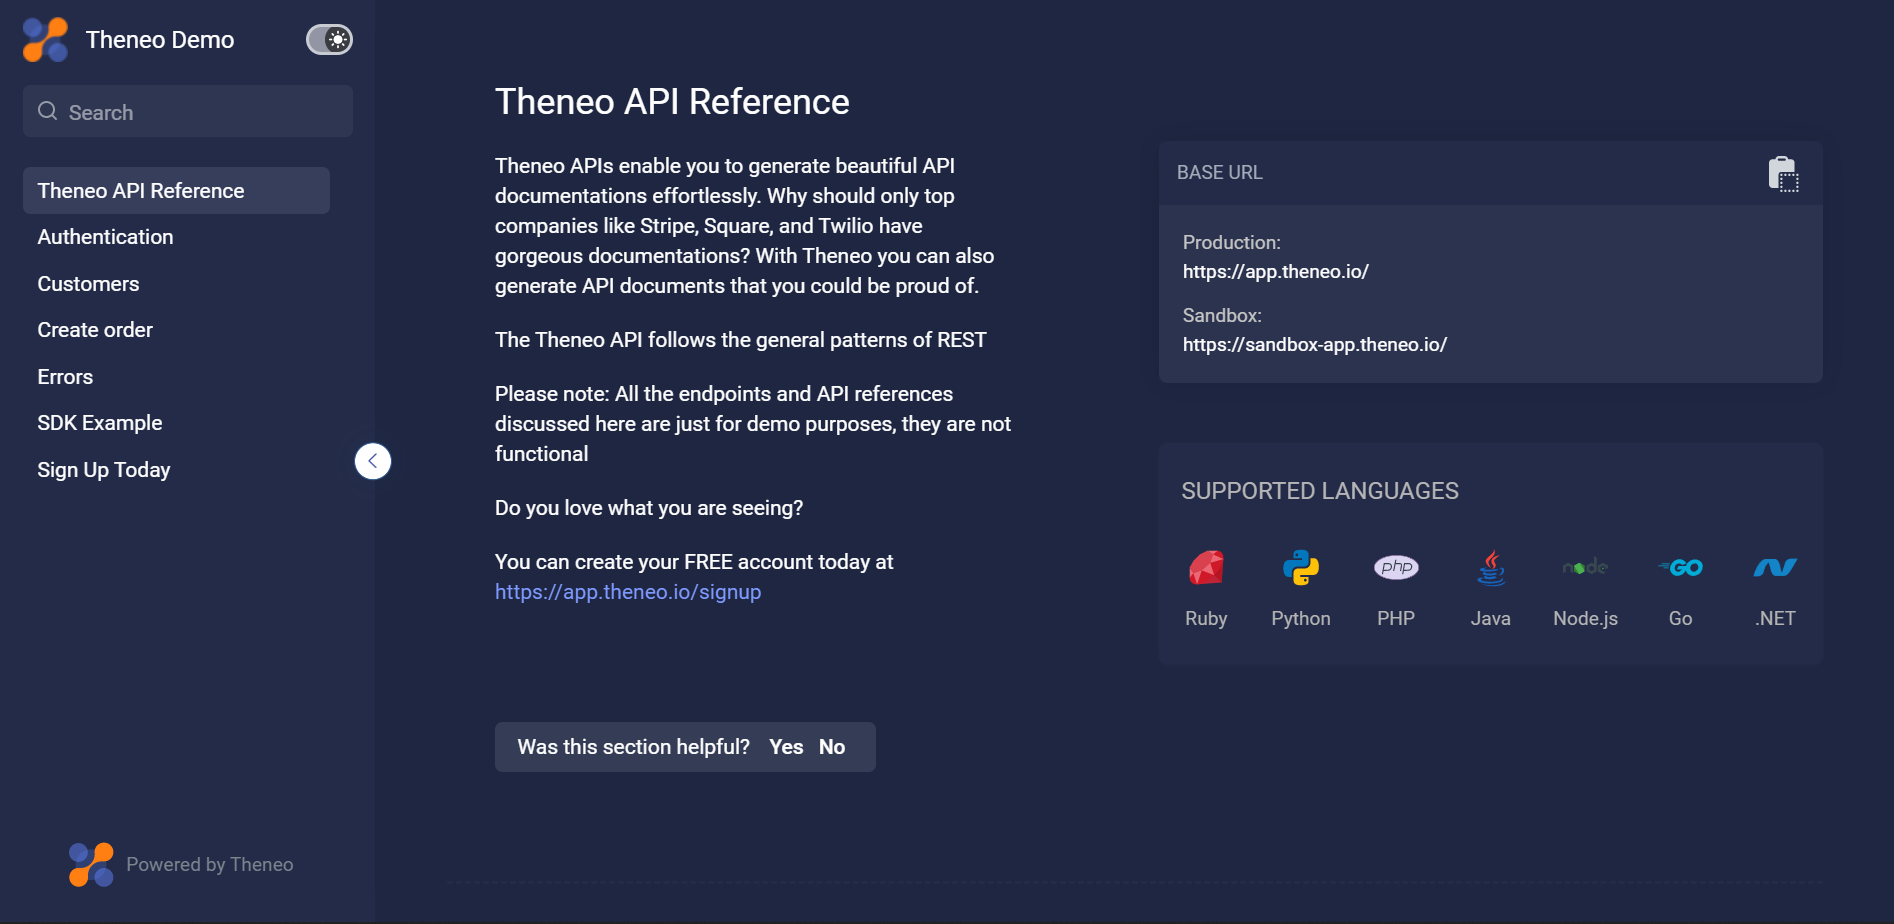 Theneo Demo
Search
Theneo API Reference
Authentication
Customers
Create order
Errors
SDK Example
Sign Up Today
Powered by Theneo
Theneo API Reference
Theneo APIs enable you to generate beautiful API
documentations effortlessly. Why should only top
companies like Stripe, Square, and Twilio have
gorgeous documentations? With Theneo you can also
generate API documents that you could be proud of.
The Theneo API follows the general patterns of REST
Please note: All the endpoints and API references
discussed here are just for demo purposes, they are not
functional
Do you love what you are seeing?
You can create your FREE account today at
https://app.theneo.io/signup
Was this section helpful? Yes No
BASE URL
Production:
https://app.theneo.io/
Sandbox:
https://sandbox-app.theneo.io/
SUPPORTED LANGUAGES
php node GO
Ruby Python PHP Java Node.js Go .NET